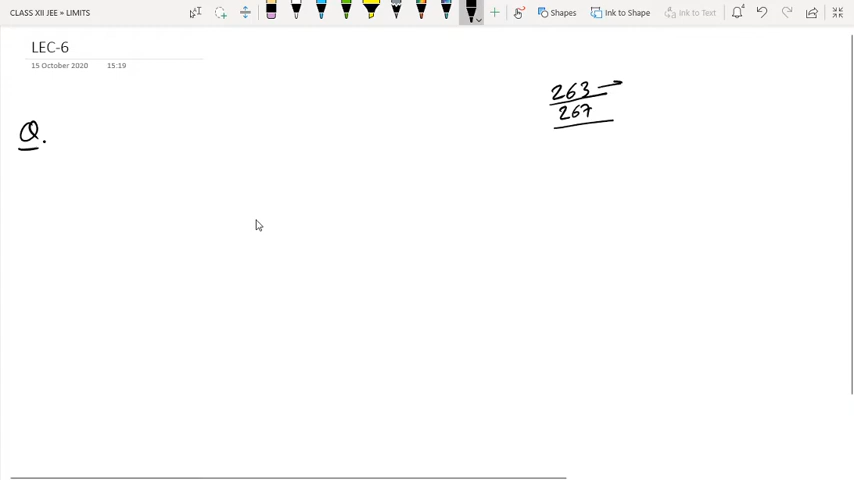 CLASS XII JEE » LIMITS
Shapes
Ink to Shape
Ink to Text
LEC-6
15 October 2020 15:19
263 →
267
Q.